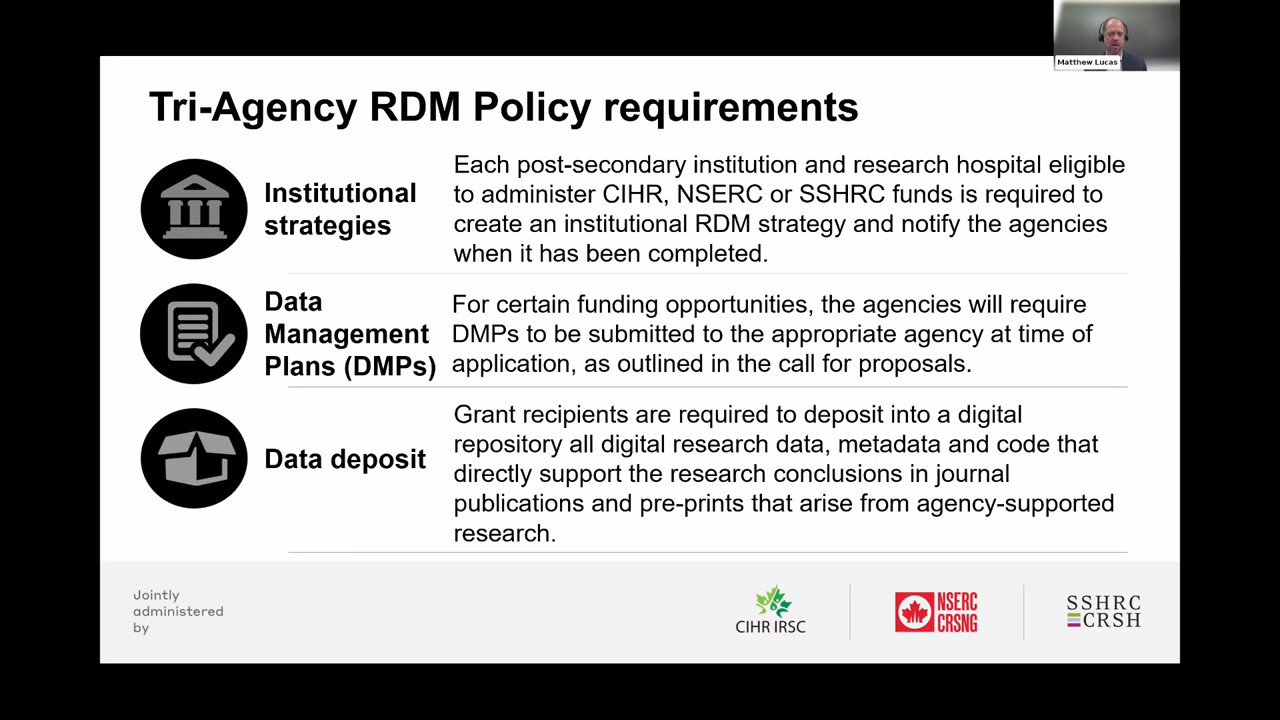 Matthew Lucas
Tri-Agency RDM Policy requirements
Institutional
strategies
Each post-secondary institution and research hospital eligible
to administer CIHR, NSERC or SSHRC funds is required to
create an institutional RDM strategy and notify the agencies
when it has been completed.
Data
Management
Plans (DMPs)
For certain funding opportunities, the agencies will require
DMPs to be submitted to the appropriate agency at time of
application, as outlined in the call for proposals.
Data deposit
Grant recipients are required to deposit into a digital
repository all digital research data, metadata and code that
directly support the research conclusions in journal
publications and pre-prints that arise from agency-supported
research.
Jointly
administered
by
CIHR IRSC
NSERC
CRSNG
SSHRC
CRSH